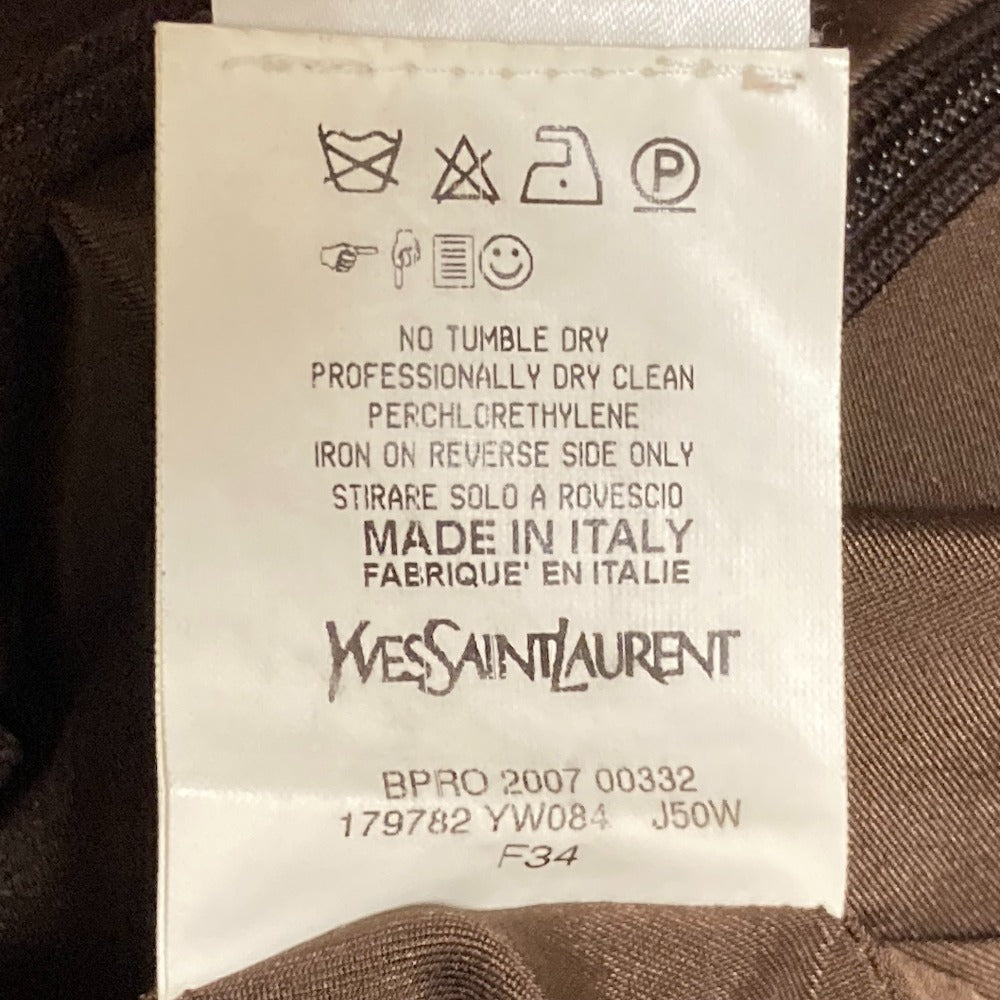 P
NO TUMBLE DRY
PROFESSIONALLY DRY CLEAN
PERCHLORETHYLENE
IRON ON REVERSE SIDE ONLY
STIRARE SOLO A ROVESCIO
MADE IN ITALY
FABRIQUE' EN ITALIE
YVESSAINTLAURENT
BPRO 2007 00332
179782 YW084 J50W
F34